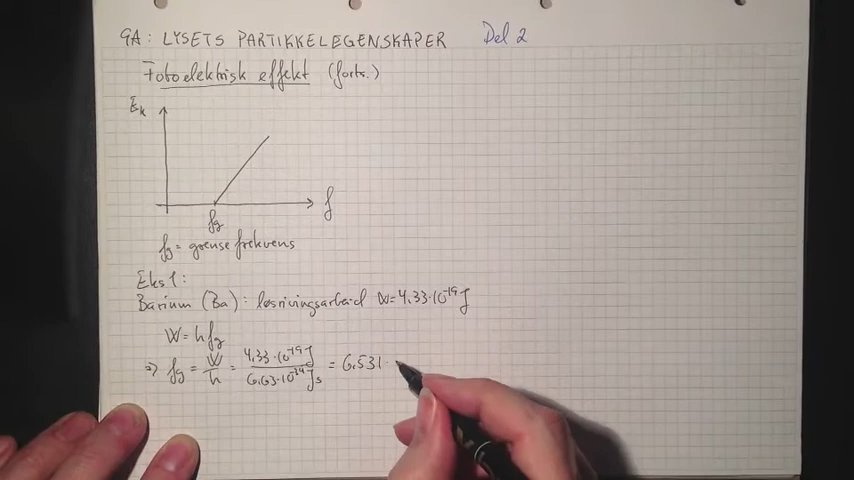 9A: LYSETS PARTIKKELEGENSKAPER Del 2
Fotoelektrisk effekt (forts.)
Ek
f
fg
fg = grensefrekvens
Eks 1:
Barium (Ba): løsrivingsarbeid W = 4,33·10⁻¹⁹ J
W = hfg
⇒ fg = W/h = 4,33·10⁻¹⁹ J / 6,63·10⁻³⁴ Js = 6,531·